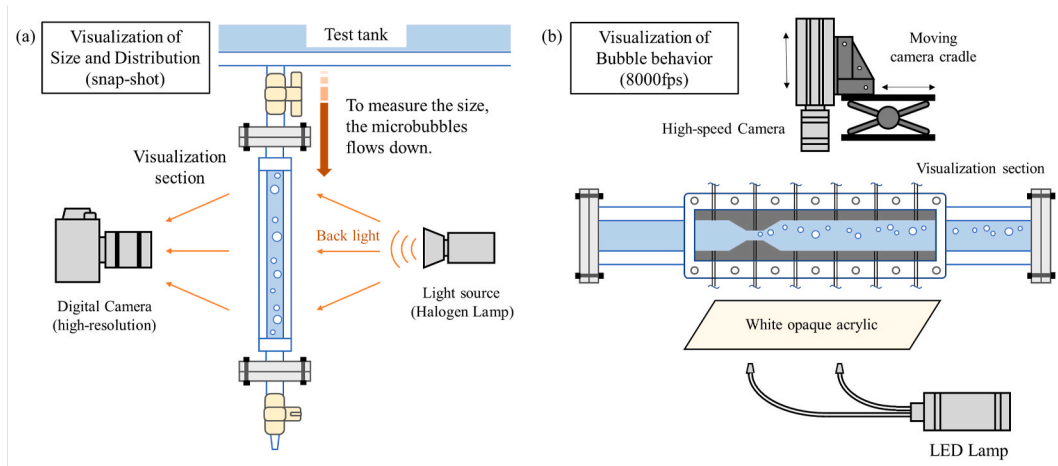 (a)
Visualization of
Size and Distribution
(snap-shot)
Test tank
To measure the size,
the microbubbles
flows down.
Visualization
section
Back light
Digital Camera
(high-resolution)
Light source
(Halogen Lamp)
(b)
Visualization of
Bubble behavior
(8000fps)
Moving
camera cradle
High-speed Camera
Visualization section
White opaque acrylic
LED Lamp